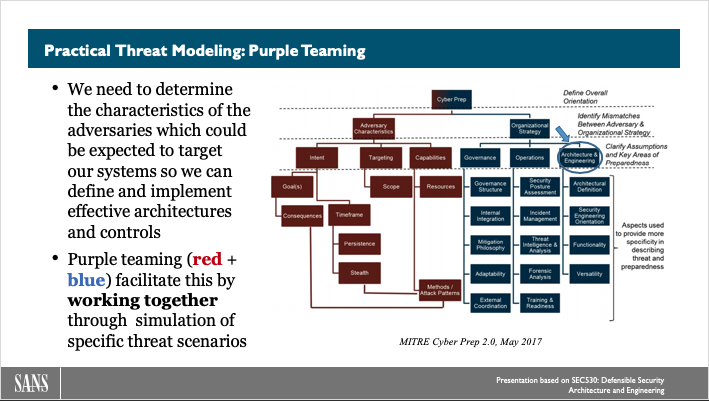 Practical Threat Modeling: Purple Teaming
• We need to determine
the characteristics of the
adversaries which could
be expected to target
our systems so we can
define and implement
effective architectures
and controls
• Purple teaming (red +
blue) facilitate this by
working together
through simulation of
specific threat scenarios
Cyber Prep
Define Overall
Orientation
Adversary
Characteristics
Organizational
Strategy
Identify Mismatches
Between Adversary &
Organizational Strategy
Intent
Targeting
Capabilities
Governance
Operations
Architecture &
Engineering
Clarify Assumptions
and Key Areas of
Preparedness
Goal(s)
Scope
Resources
Governance
Structure
Security
Posture
Assessment
Architectural
Definition
Consequences
Timeframe
Internal
Integration
Incident
Management
Security
Engineering
Orientation
Persistence
Mitigation
Philosophy
Threat
Intelligence &
Analysis
Functionality
Aspects used
to provide more
specificity in
describing
threat and
preparedness
Stealth
Adaptability
Forensic
Analysis
Versatility
Methods /
Attack Patterns
External
Coordination
Training &
Readiness
MITRE Cyber Prep 2.0, May 2017
SANS
Presentation based on SEC530: Defensible Security
Architecture and Engineering